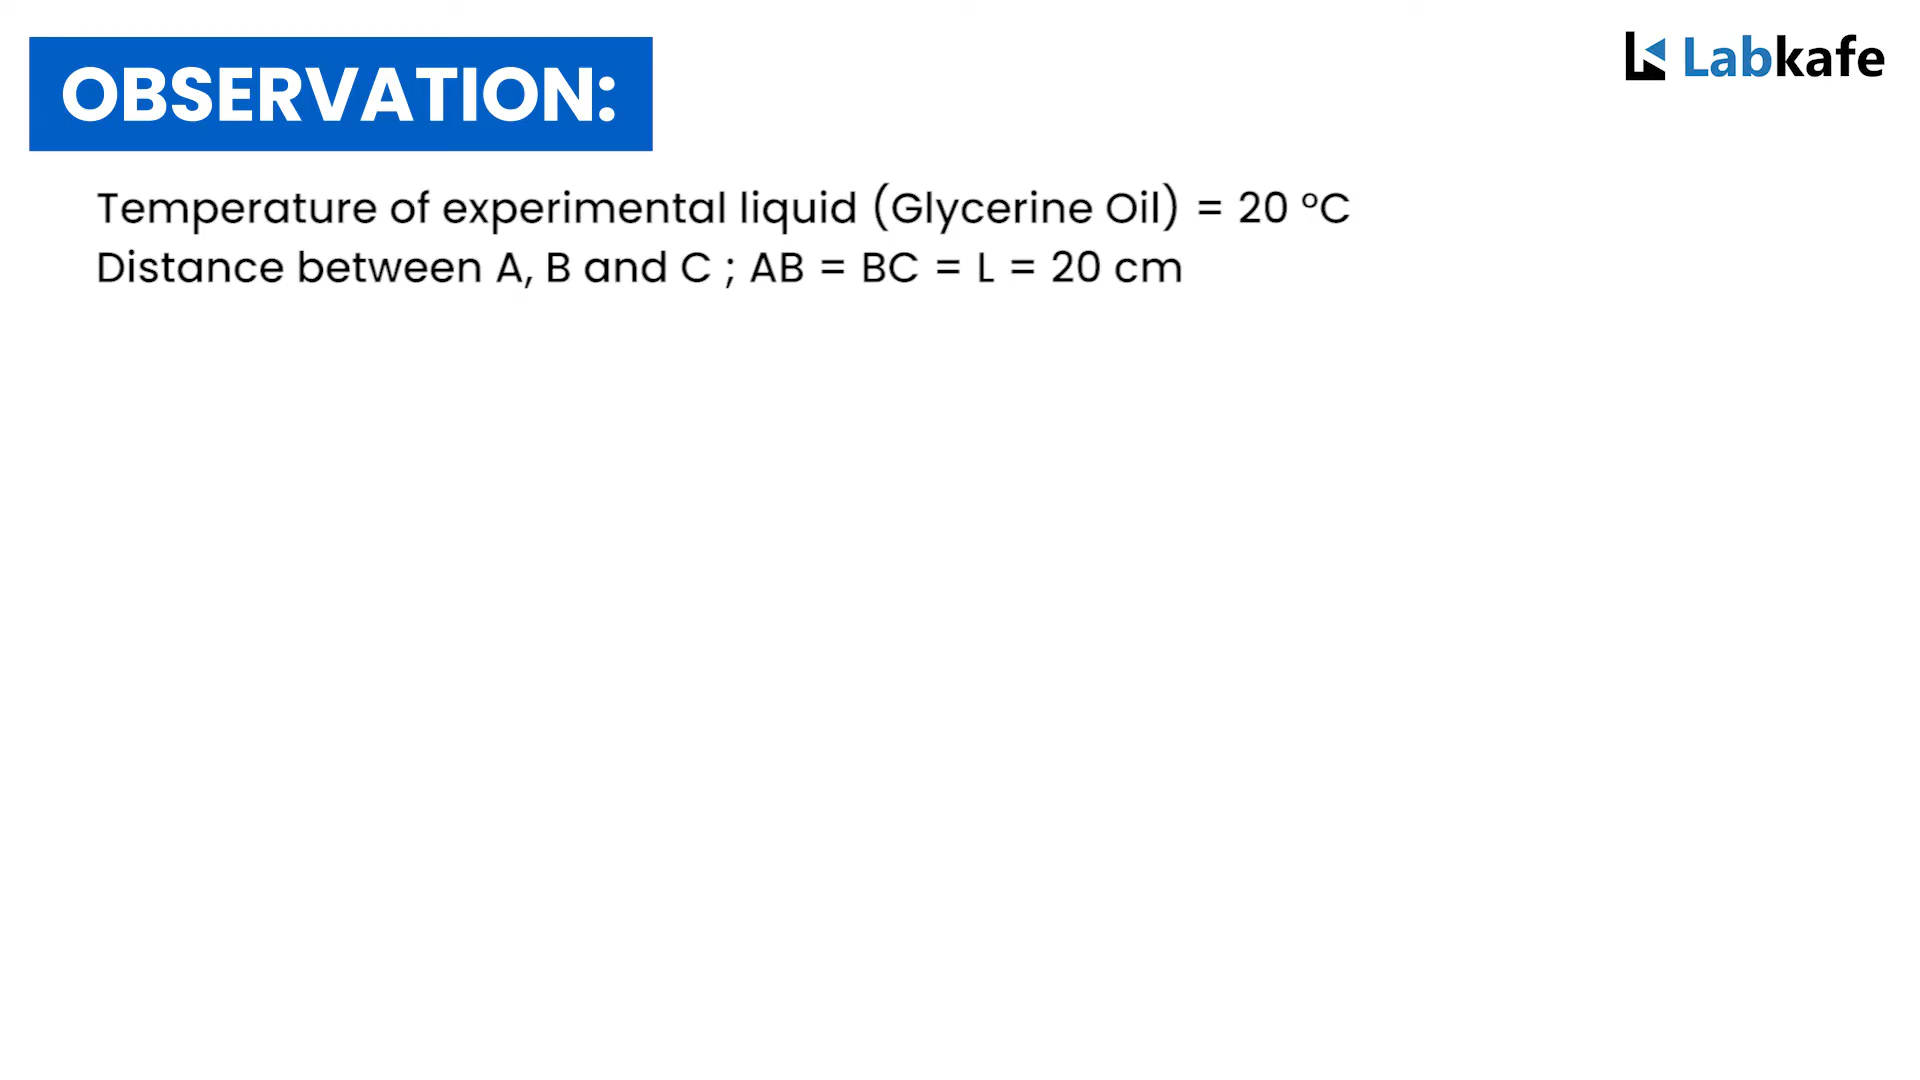 OBSERVATION:
Labkafe
Temperature of experimental liquid (Glycerine Oil) = 20 °C
Distance between A, B and C ; AB = BC = L = 20 cm